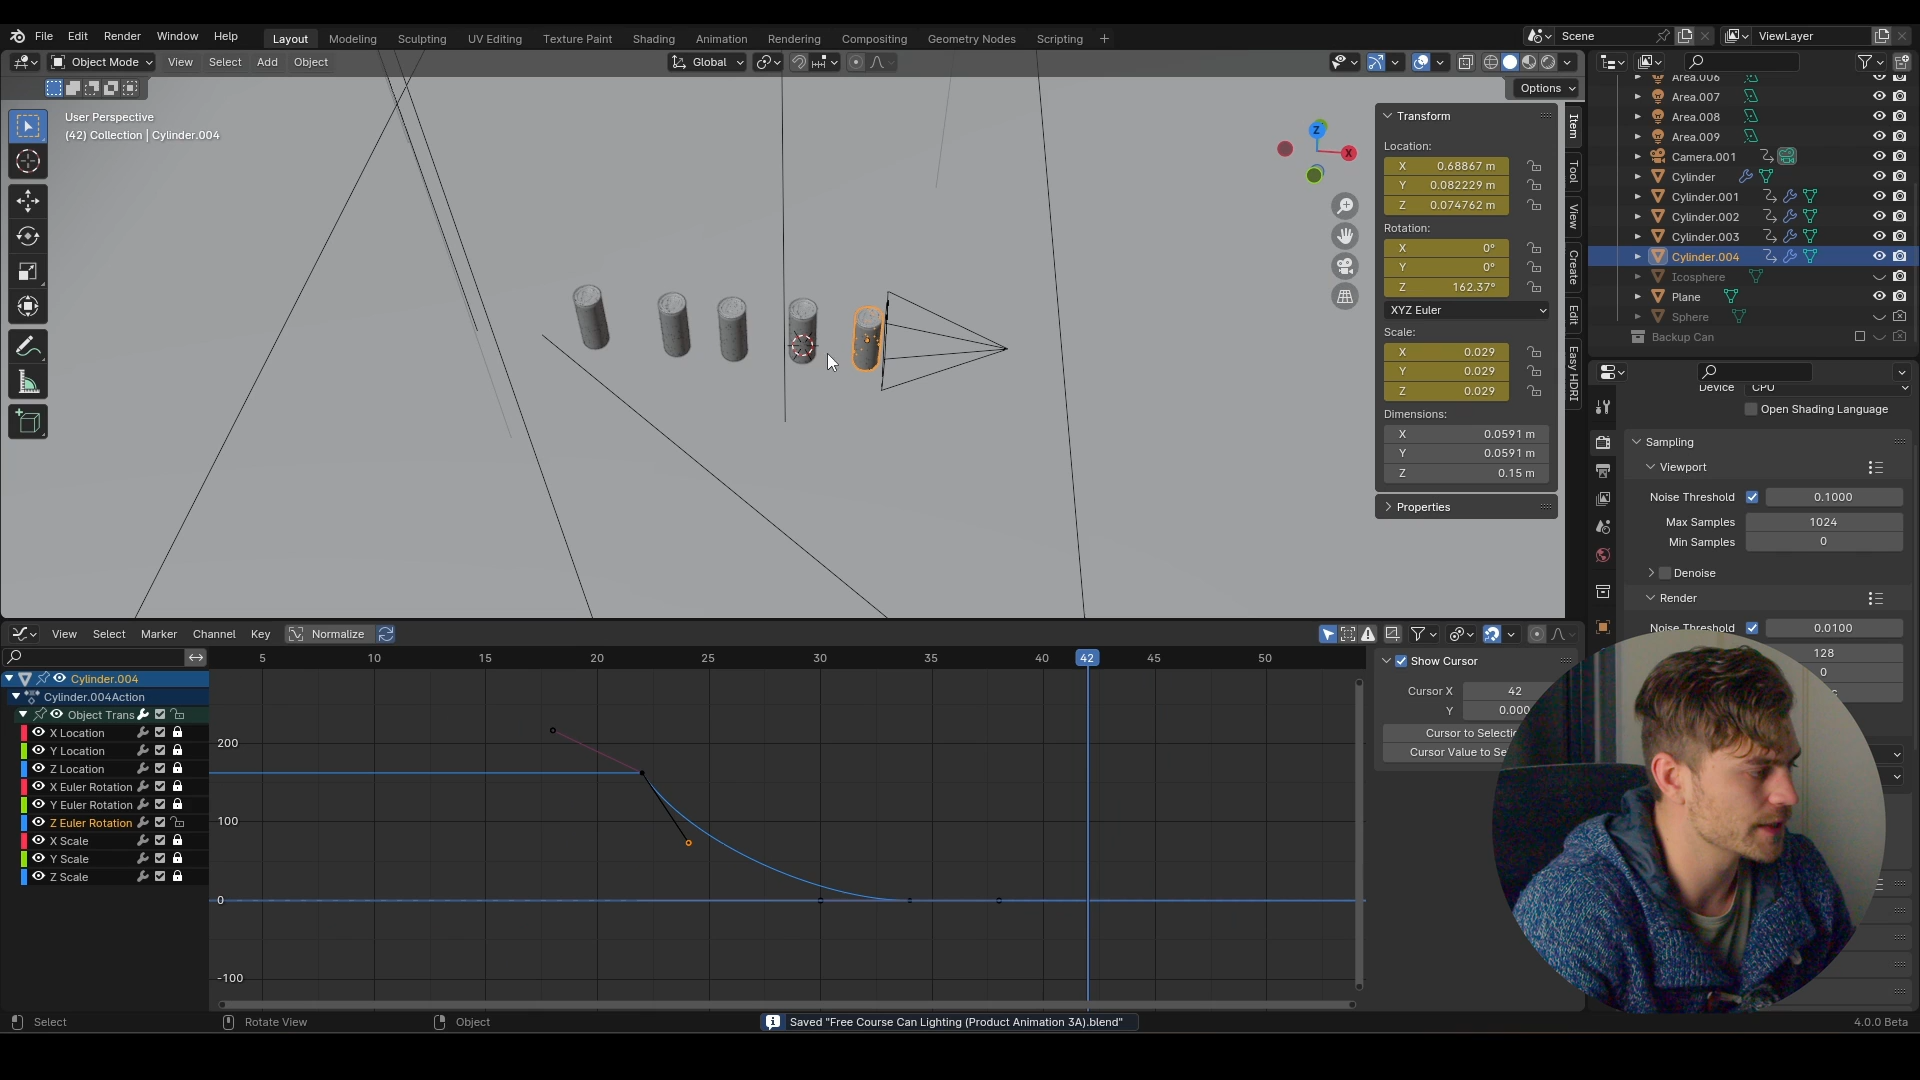 File Edit Render Window Help Layout Modeling Sculpting UV Editing Texture Paint Shading Animation Rendering Compositing Geometry Nodes Scripting + Scene ViewLayer
Object Mode View Select Add Object Global
Options
User Perspective
(42) Collection | Cylinder.004
Z
X
Transform
Location:
X 0.68867 m
Y 0.082229 m
Z 0.074762 m
Rotation:
X 0°
Y 0°
Z 162.37°
XYZ Euler
Scale:
X 0.029
Y 0.029
Z 0.029
Dimensions:
X 0.0591 m
Y 0.0591 m
Z 0.15 m
Properties
Item
Tool
View
Create
Edit
Easy HDRI
Area.006
Area.007
Area.008
Area.009
Camera.001
Cylinder
Cylinder.001
Cylinder.002
Cylinder.003
Cylinder.004
Icosphere
Plane
Sphere
Backup Can
Device CPU
Open Shading Language
Sampling
Viewport
Noise Threshold 0.1000
Max Samples 1024
Min Samples 0
Denoise
Render
Noise Threshold 0.0100
128
0
View Select Marker Channel Key Normalize
5 10 15 20 25 30 35 40 42 45 50
Cylinder.004
Cylinder.004Action
Object Trans
X Location
Y Location
Z Location
X Euler Rotation
Y Euler Rotation
Z Euler Rotation
X Scale
Y Scale
Z Scale
200
100
0
-100
Show Cursor
Cursor X 42
Y 0.000
Cursor to Selecti
Cursor Value to Se
Select Rotate View Object Saved "Free Course Can Lighting (Product Animation 3A).blend" 4.0.0 Beta